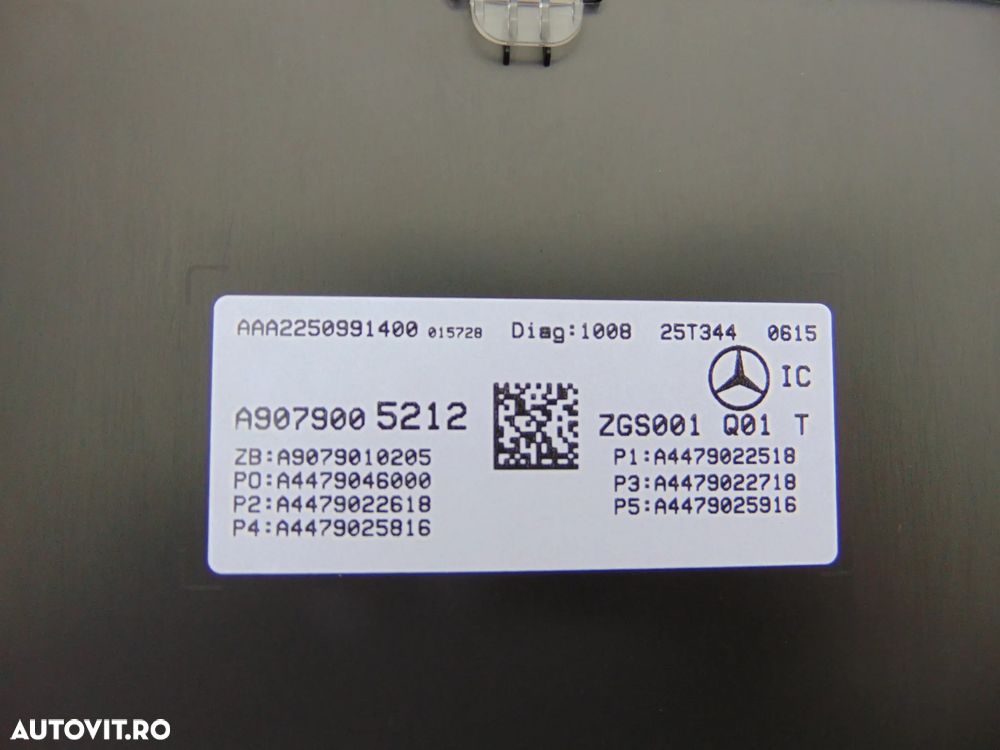 AAA2250991400 015728 Diag:1008 25T344 0615
IC
A907900 5212 ZGS001 Q01 T
ZB:A9079010205 P1:A4479022518
P0:A4479046000 P3:A4479022718
P2:A4479022618 P5:A4479025916
P4:A4479025816
AUTOVIT.RO